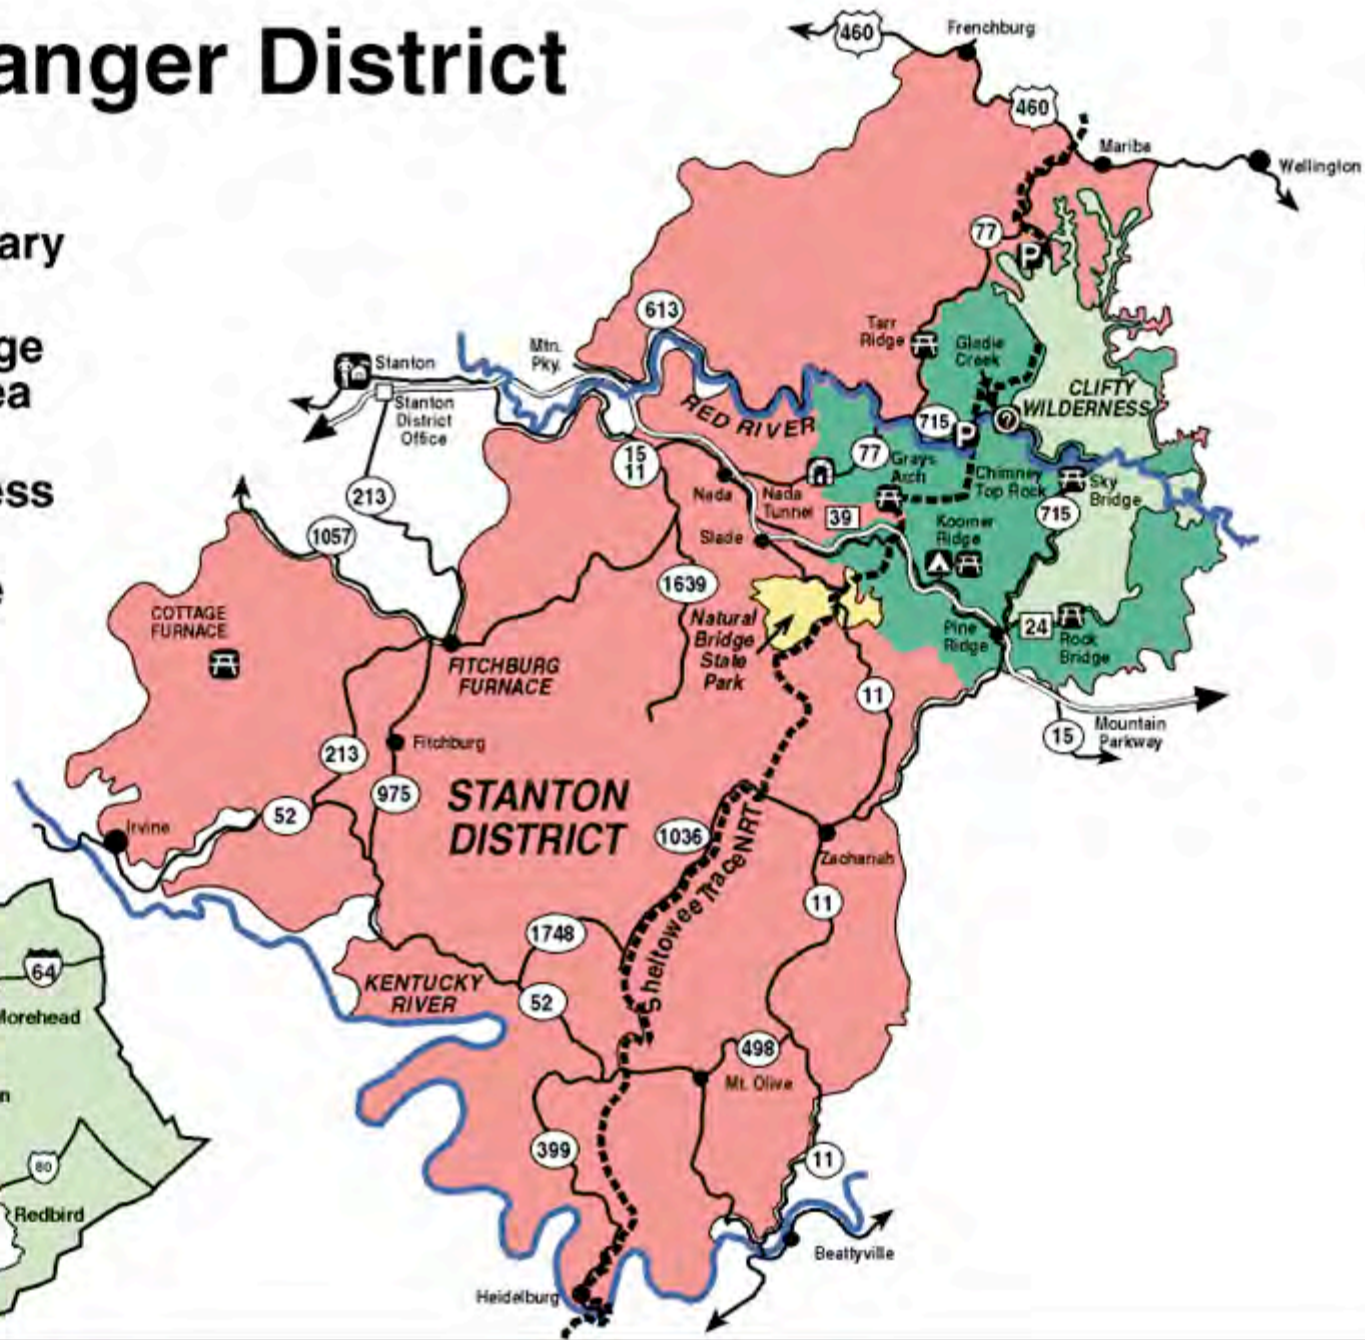 anger District
ary
ge
ea
ess
e
460
Frenchburg
460
Mariba
Wellington
77
P
613
Tarr
Ridge
Gladie
Creek
Mtn.
Pky.
Stanton
Stanton
District
Office
CLIFTY
WILDERNESS
RED RIVER
715
P
?
15
11
77
Grays
Arch
Chimney
Top Rock
Sky
Bridge
Nada
Nada
Tunnel
39
715
213
1057
Slade
Koomer
Ridge
1639
COTTAGE
FURNACE
Natural
Bridge
State
Park
Pine
Ridge
24
Rock
Bridge
FITCHBURG
FURNACE
11
15
Mountain
Parkway
Fitchburg
213
975
52
Irvine
STANTON
DISTRICT
1036
Zachariah
Sheltowee Trace NRT
11
1748
52
KENTUCKY
RIVER
64
Morehead
n
498
Mt. Olive
399
11
80
Redbird
Beattyville
Heidelburg